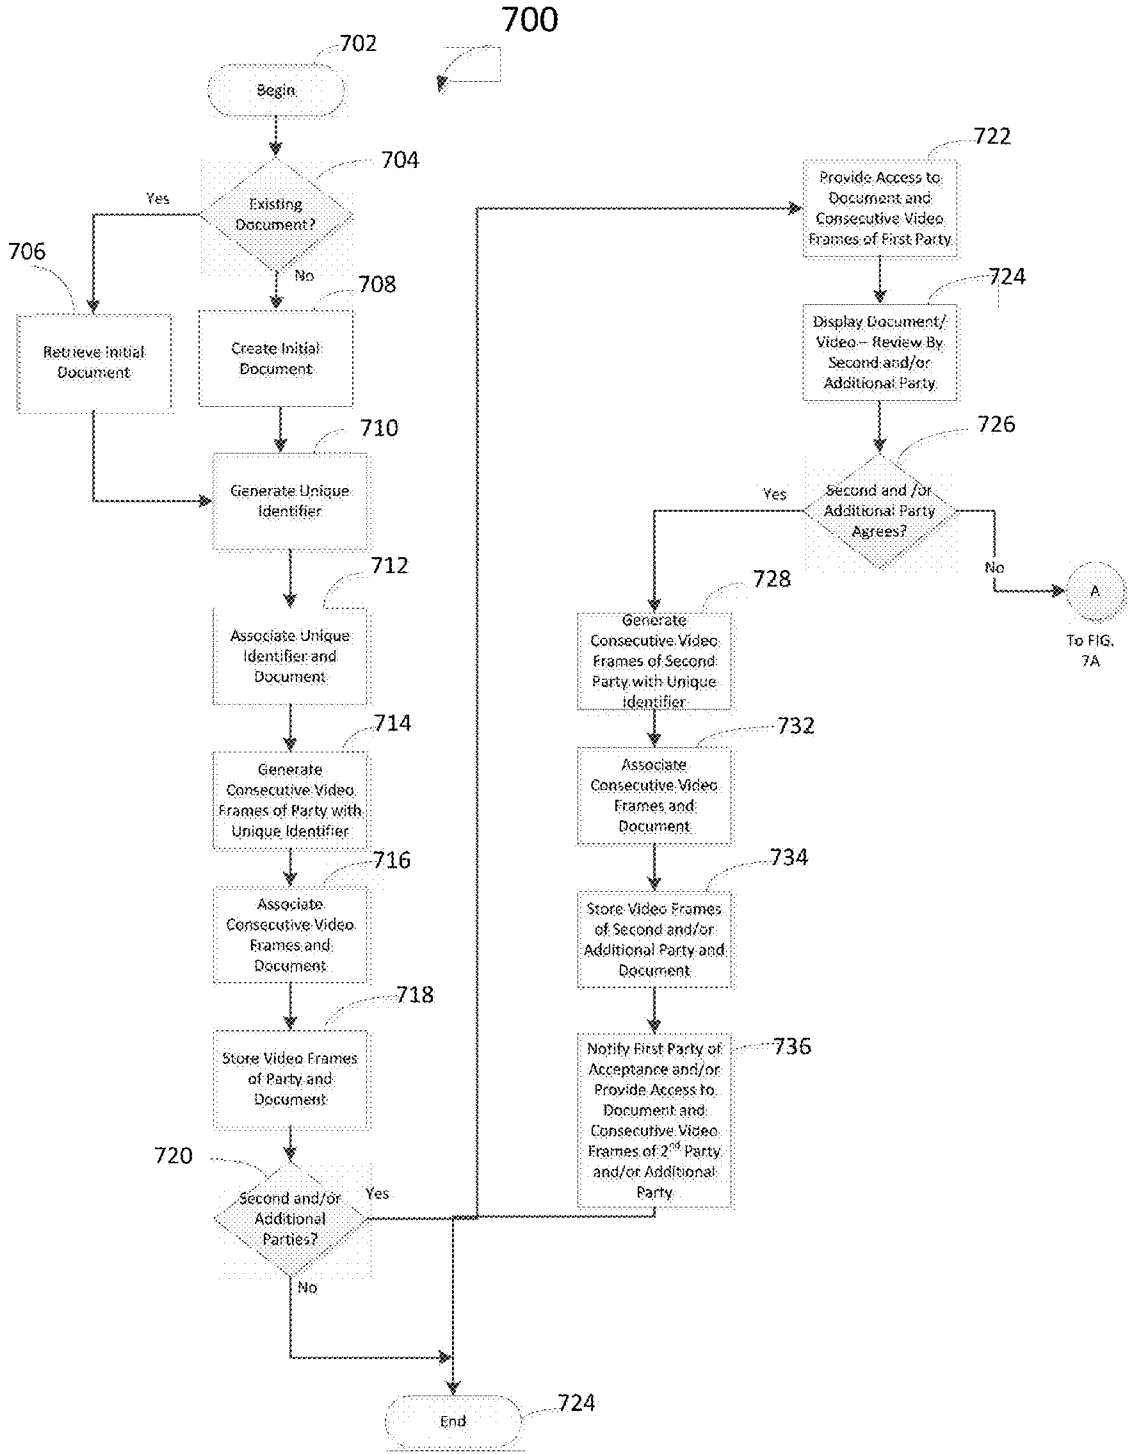 700
702
Begin
704
Existing
Document?
Yes
No
706
Retrieve Initial
Document
708
Create Initial
Document
710
Generate Unique
Identifier
712
Associate Unique
Identifier and
Document
714
Generate
Consecutive Video
Frames of Party with
Unique Identifier
716
Associate
Consecutive Video
Frames and
Document
718
Store Video Frames
of Party and
Document
720
Second and/or
Additional
Parties?
Yes
No
722
Provide Access to
Document and
Consecutive Video
Frames of First Party
724
Display Document/
Video – Review By
Second and/or
Additional Party
726
Second and /or
Additional Party
Agrees?
Yes
No
A
To FIG.
7A
728
Generate
Consecutive Video
Frames of Second
Party with Unique
Identifier
732
Associate
Consecutive Video
Frames and
Document
734
Store Video Frames
of Second and/or
Additional Party and
Document
736
Notify First Party of
Acceptance and/or
Provide Access to
Document and
Consecutive Video
Frames of 2nd Party
and/or Additional
Party
724
End